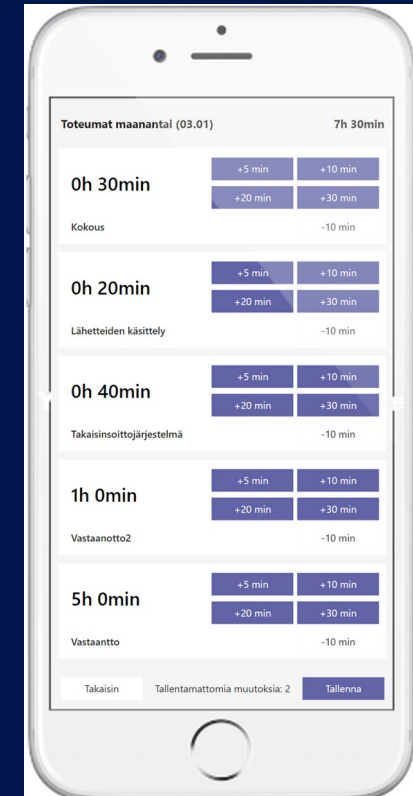 Toteumat maanantai (03.01) 7h 30min
0h 30min
+5 min +10 min
+20 min +30 min
Kokous -10 min
0h 20min
+5 min +10 min
+20 min +30 min
Lähetteiden käsittely -10 min
0h 40min
+5 min +10 min
+20 min +30 min
Takaisinsoittojärjestelmä -10 min
1h 0min
+5 min +10 min
+20 min +30 min
Vastaanotto2 -10 min
5h 0min
+5 min +10 min
+20 min +30 min
Vastaantto -10 min
Takaisin Tallentamattomia muutoksia: 2 Tallenna